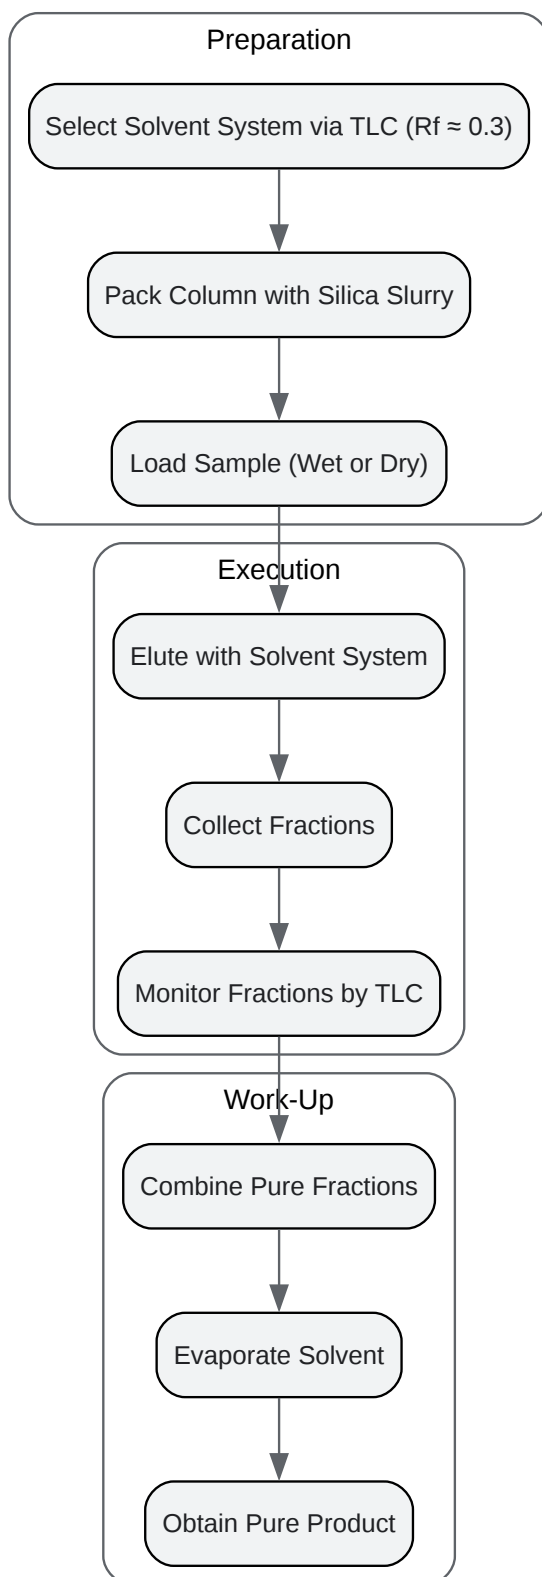 Preparation
Select Solvent System via TLC (Rf ≈ 0.3)
Pack Column with Silica Slurry
Load Sample (Wet or Dry)
Execution
Elute with Solvent System
Collect Fractions
Monitor Fractions by TLC
Work-Up
Combine Pure Fractions
Evaporate Solvent
Obtain Pure Product